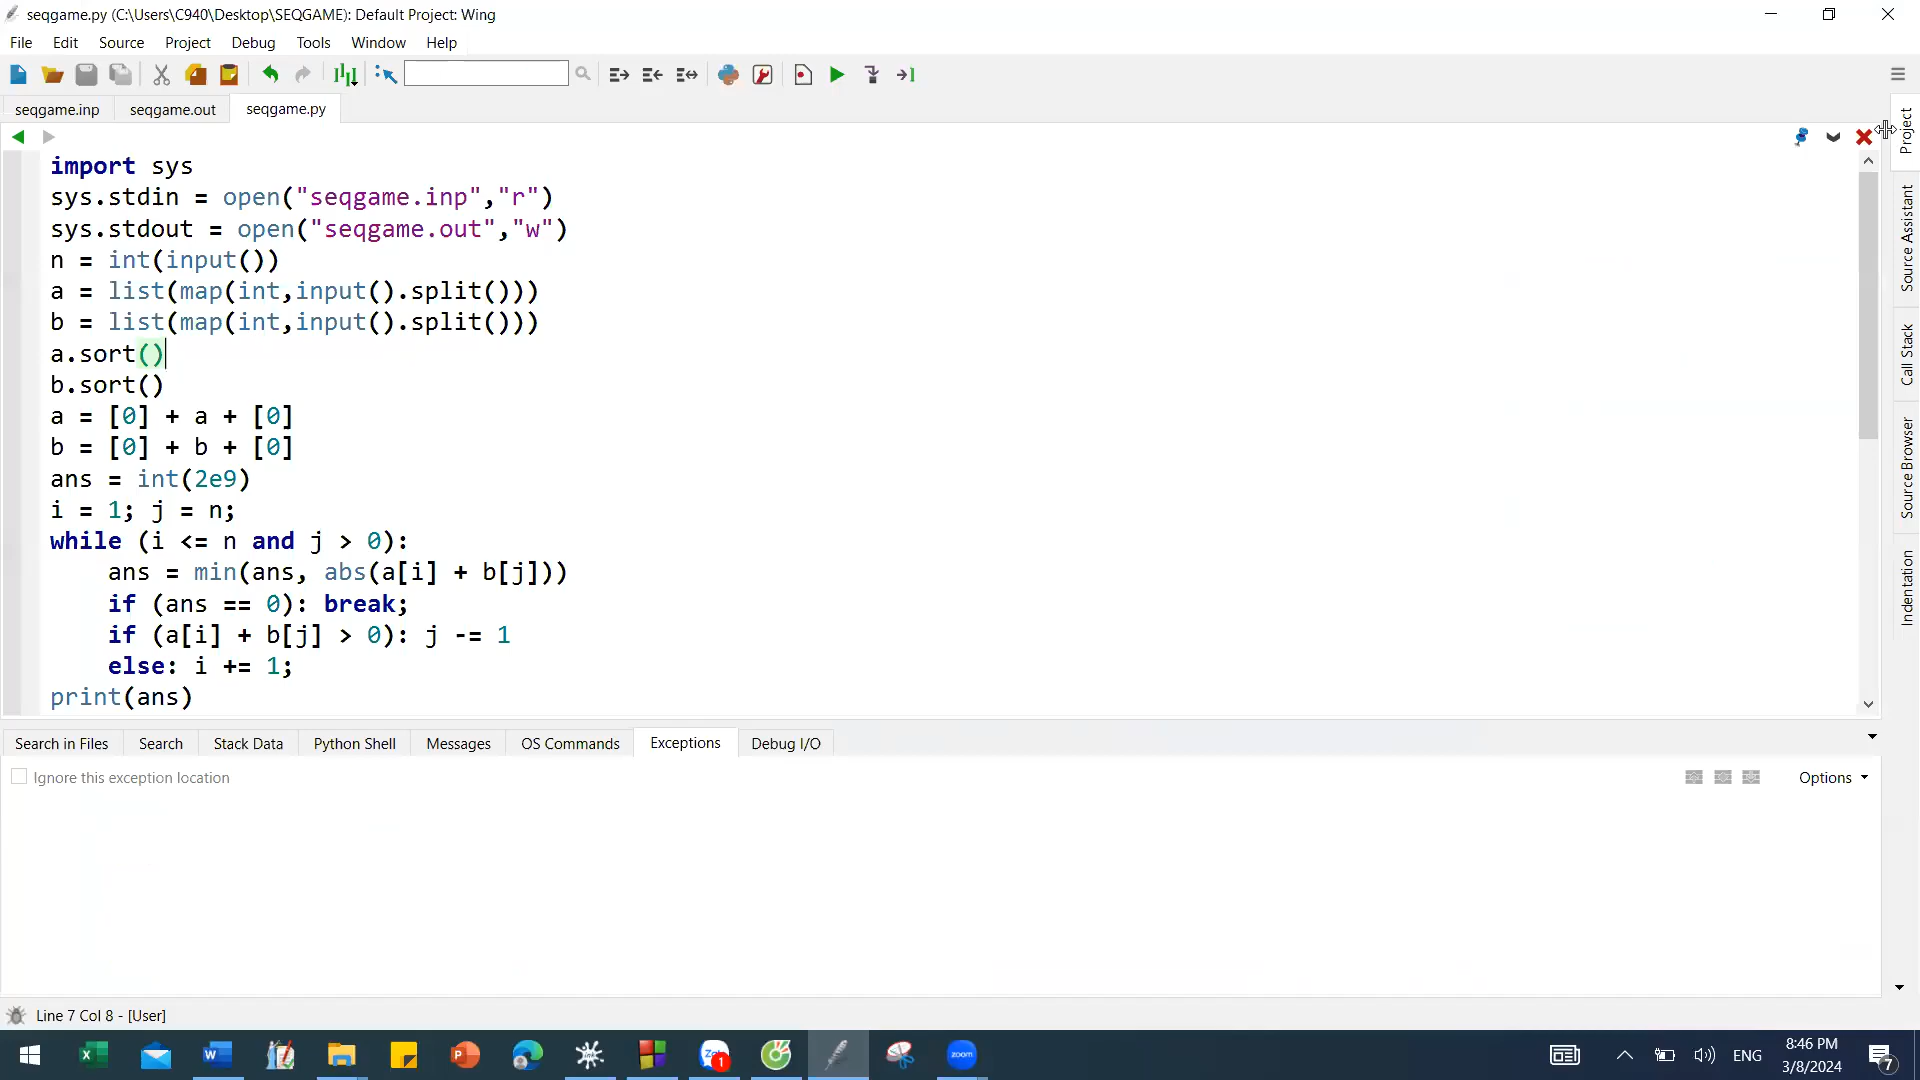 seqgame.py (C:\Users\C940\Desktop\SEQGAME): Default Project: Wing
File Edit Source Project Debug Tools Window Help
seqgame.inp seqgame.out seqgame.py
import sys
sys.stdin = open("seqgame.inp","r")
sys.stdout = open("seqgame.out","w")
n = int(input())
a = list(map(int,input().split()))
b = list(map(int,input().split()))
a.sort()
b.sort()
a = [0] + a + [0]
b = [0] + b + [0]
ans = int(2e9)
i = 1; j = n;
while (i <= n and j > 0):
    ans = min(ans, abs(a[i] + b[j]))
    if (ans == 0): break;
    if (a[i] + b[j] > 0): j -= 1
    else: i += 1;
print(ans)
Project
Source Assistant
Call Stack
Source Browser
Indentation
Search in Files Search Stack Data Python Shell Messages OS Commands Exceptions Debug I/O
Ignore this exception location Options
Line 7 Col 8 - [User]
zoom
1
ENG
8:46 PM
3/8/2024
7